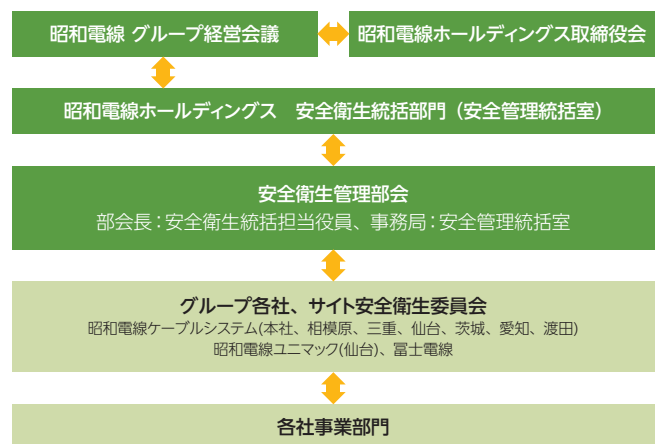 昭和電線 グループ経営会議
昭和電線ホールディングス取締役会
昭和電線ホールディングス　安全衛生統括部門（安全管理統括室）
安全衛生管理部会
部会長：安全衛生統括担当役員、事務局：安全管理統括室
グループ各社、サイト安全衛生委員会
昭和電線ケーブルシステム(本社、相模原、三重、仙台、茨城、愛知、渡田)
昭和電線ユニマック(仙台)、冨士電線
各社事業部門